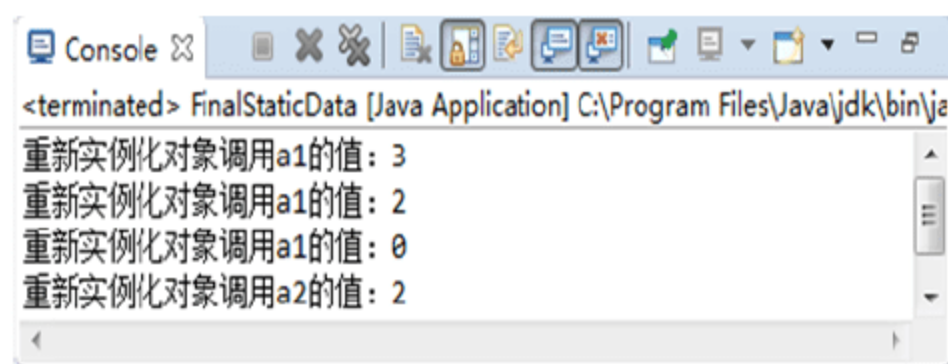 Console
<terminated> FinalStaticData [Java Application] C:\Program Files\Java\jdk\bin\ja
重新实例化对象调用a1的值：3
重新实例化对象调用a1的值：2
重新实例化对象调用a1的值：0
重新实例化对象调用a2的值：2